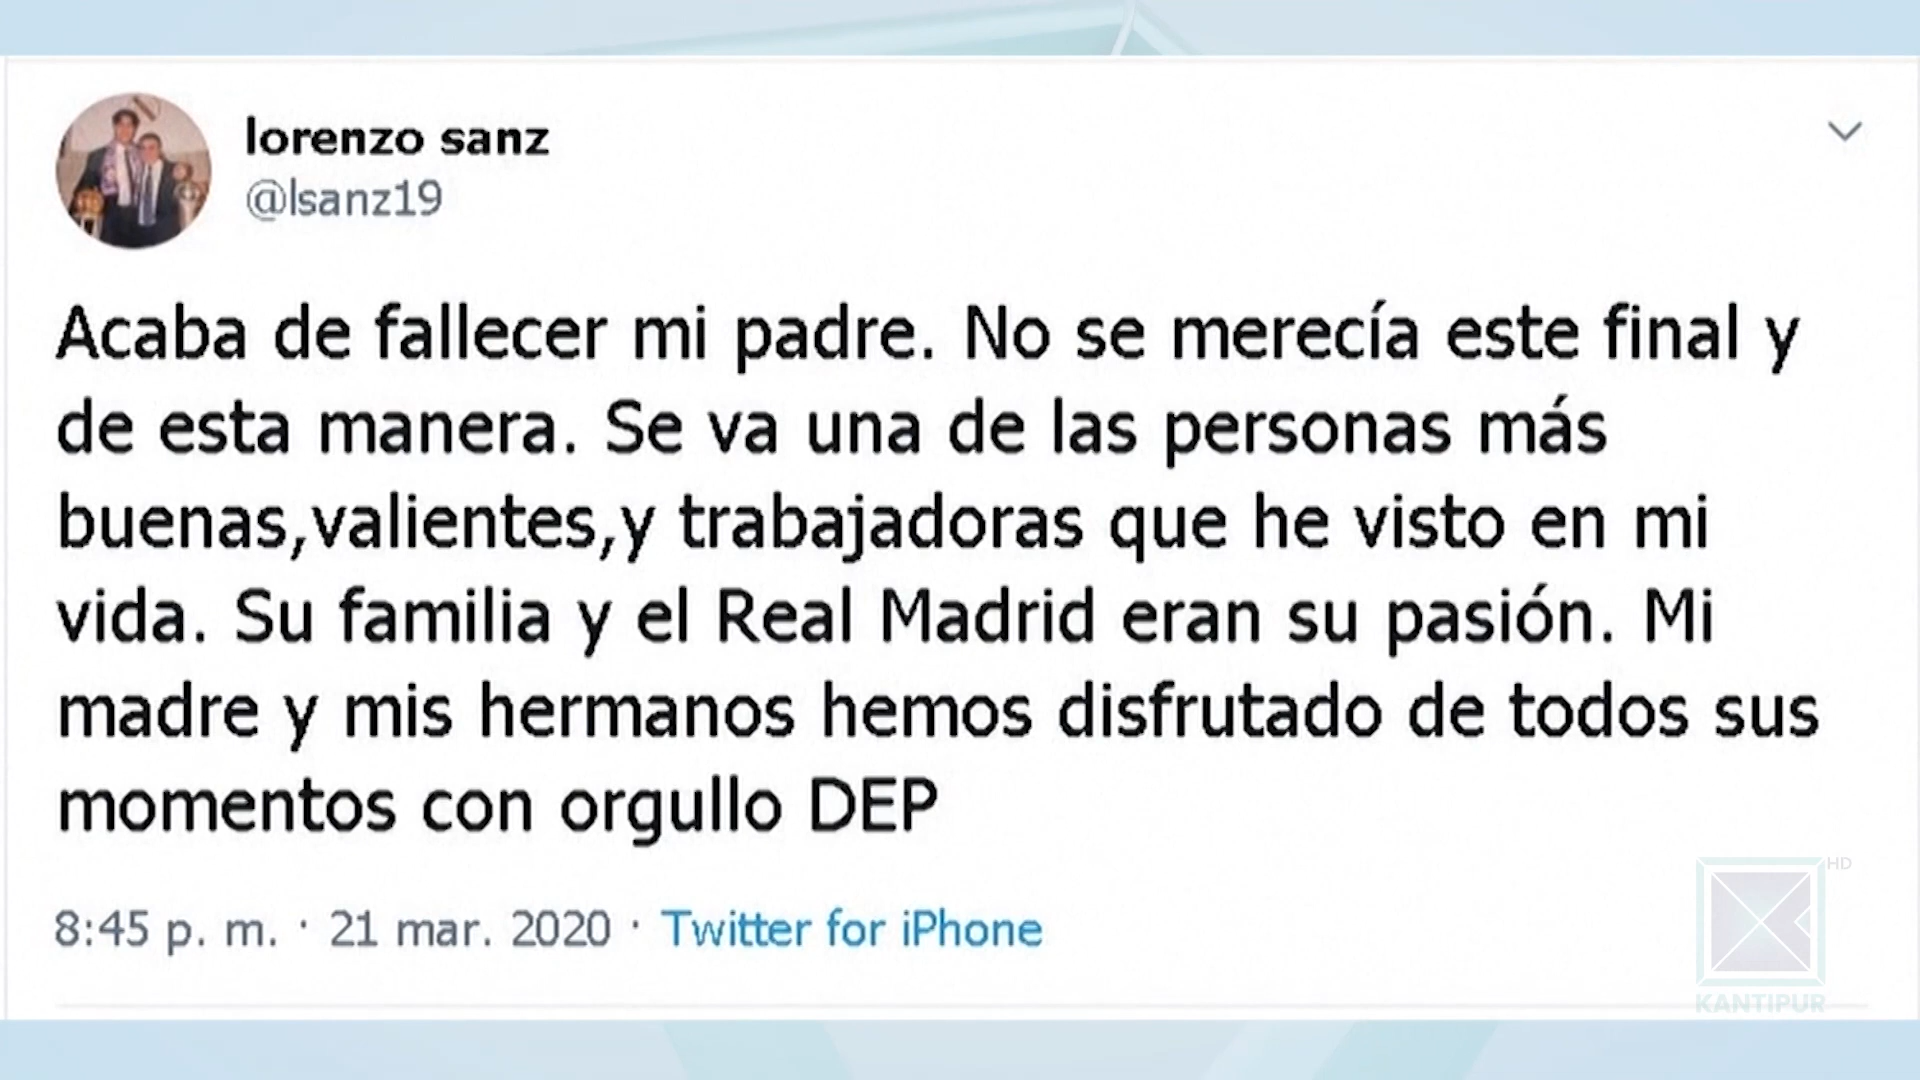 lorenzo sanz
@lsanz19
Acaba de fallecer mi padre. No se merecía este final y
de esta manera. Se va una de las personas más
buenas,valientes,y trabajadoras que he visto en mi
vida. Su familia y el Real Madrid eran su pasión. Mi
madre y mis hermanos hemos disfrutado de todos sus
momentos con orgullo DEP
8:45 p. m. · 21 mar. 2020 · Twitter for iPhone
HD
KANTIPUR